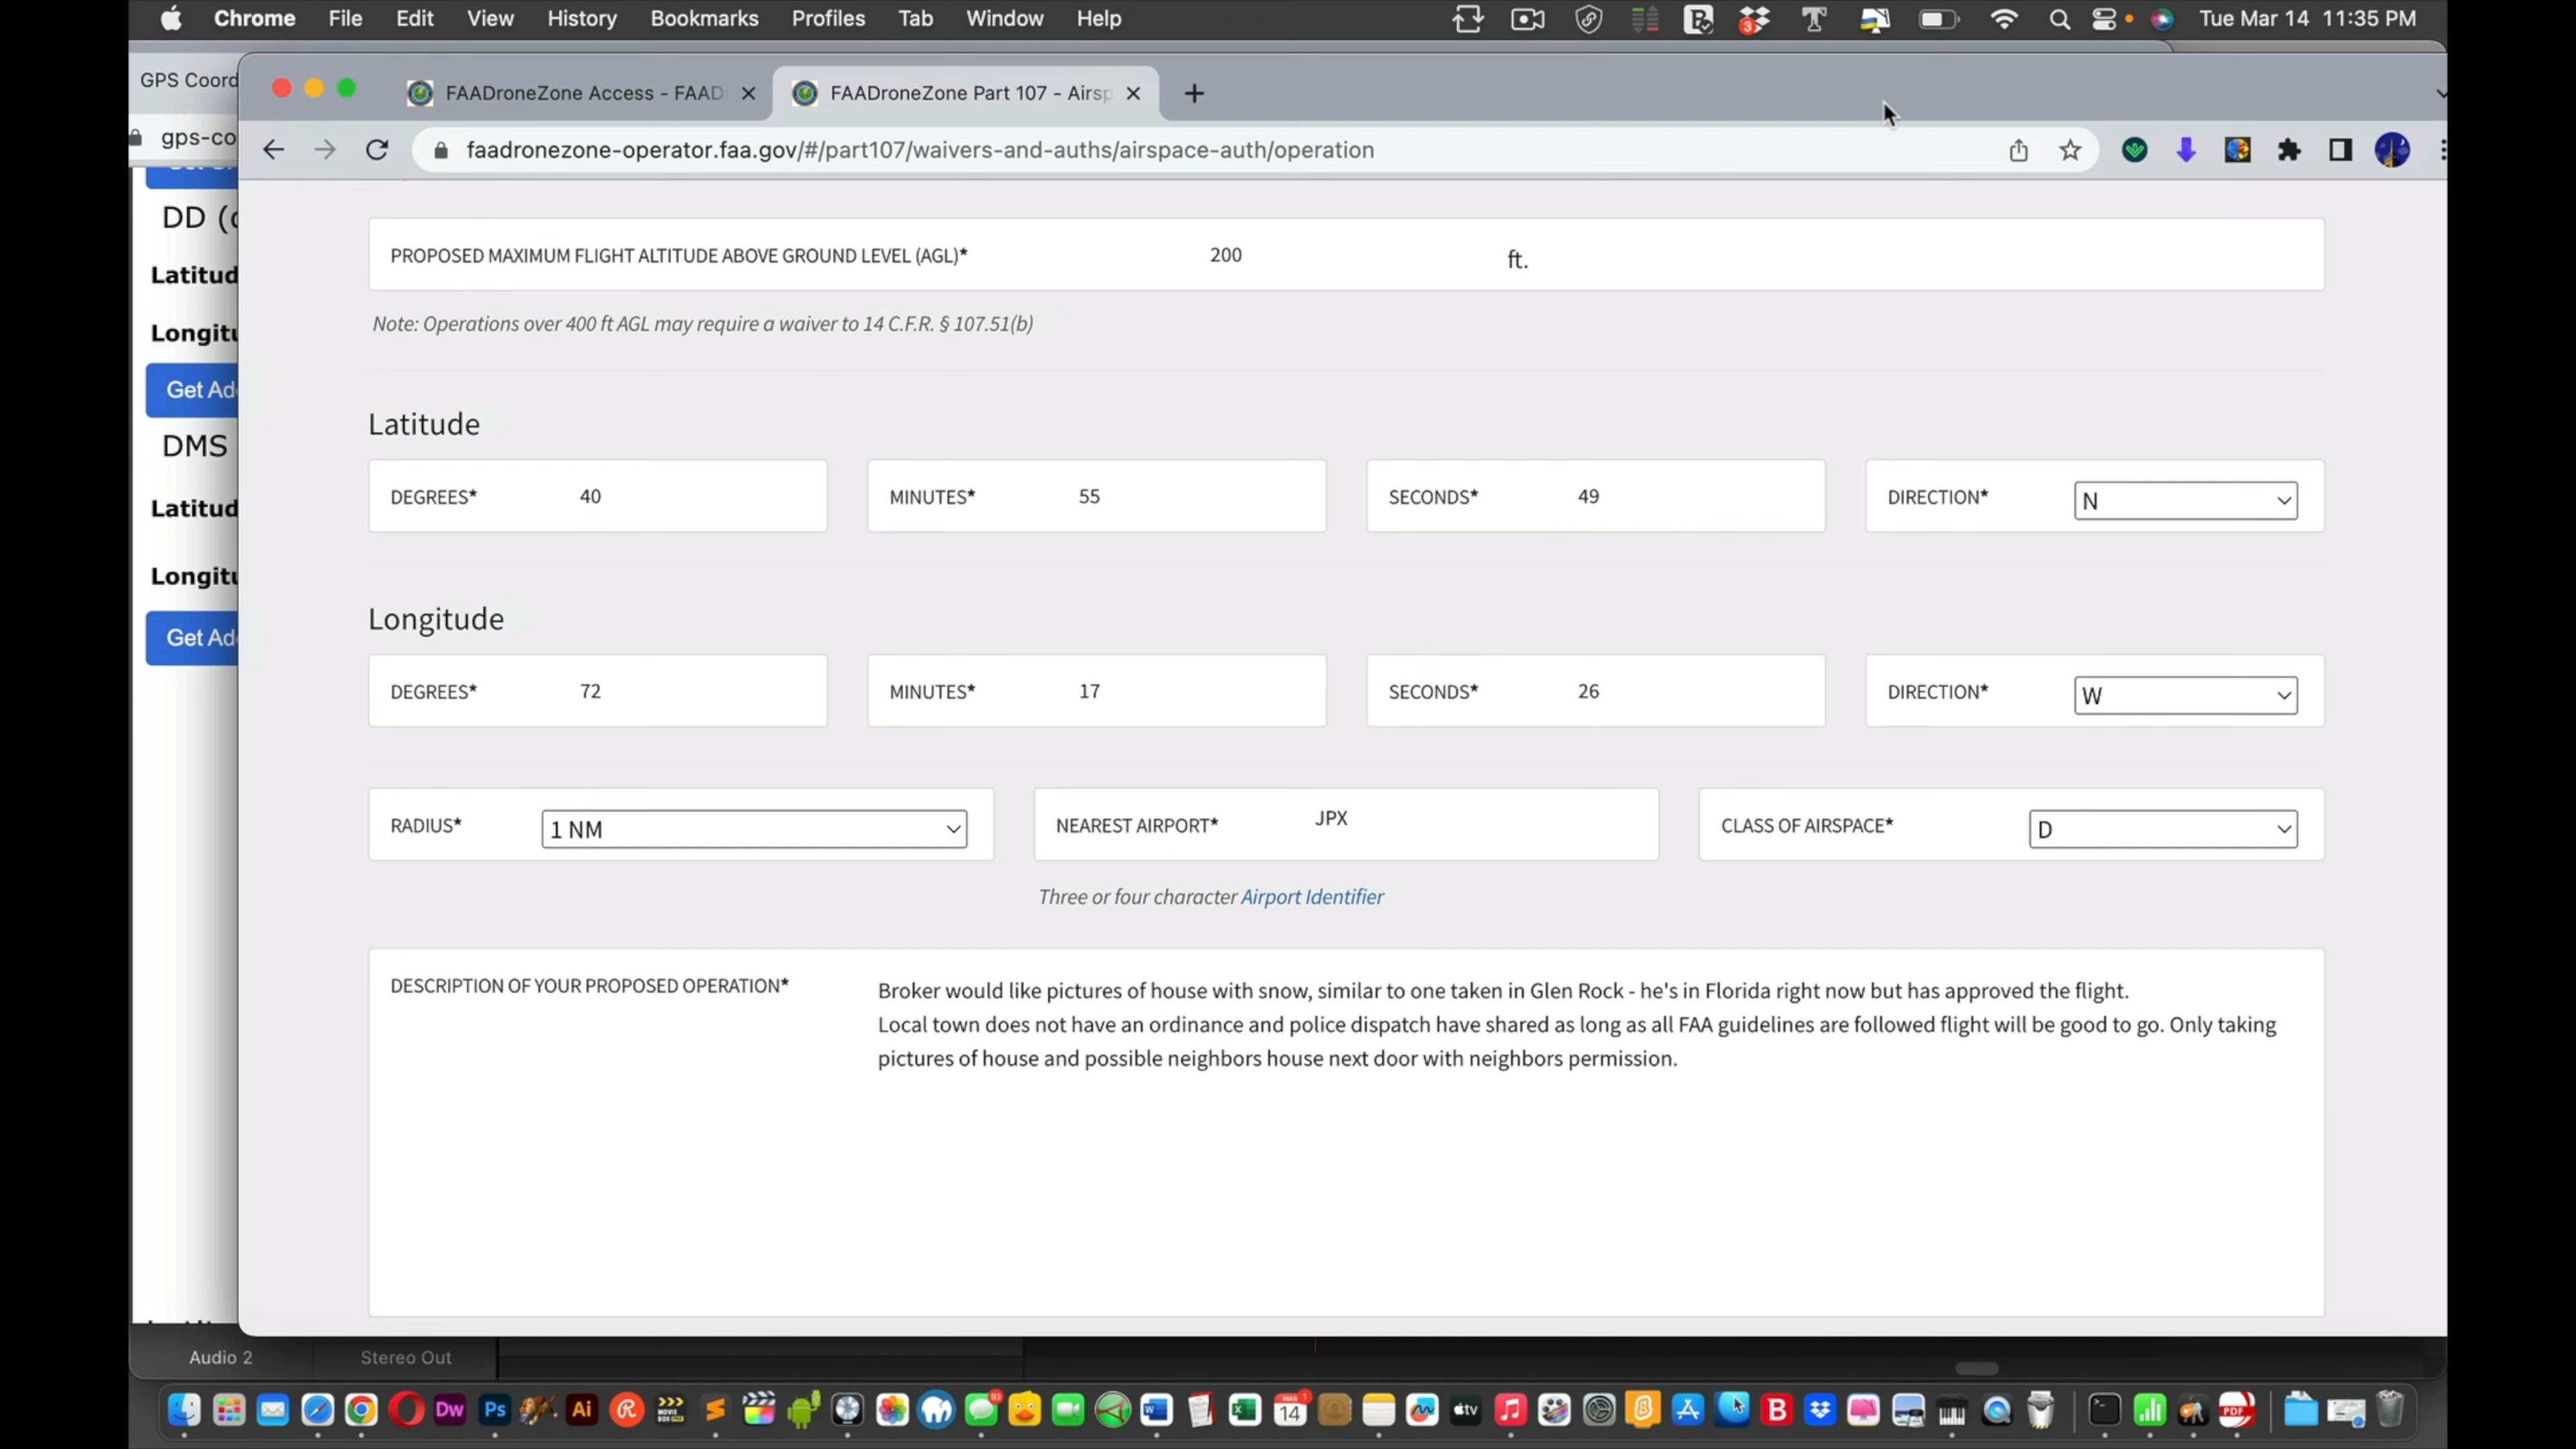 Chrome File Edit View History Bookmarks Profiles Tab Window Help Tue Mar 14 11:35 PM
GPS Coord
FAADroneZone Access - FAAD
FAADroneZone Part 107 - Airsp
gps-co
faadronezone-operator.faa.gov/#/part107/waivers-and-auths/airspace-auth/operation
DD (
Latitud
Longitu
Get Ad
DMS
Latitud
Longitu
Get Ad
PROPOSED MAXIMUM FLIGHT ALTITUDE ABOVE GROUND LEVEL (AGL)* 200 ft.
Note: Operations over 400 ft AGL may require a waiver to 14 C.F.R. § 107.51(b)
Latitude
DEGREES* 40 MINUTES* 55 SECONDS* 49 DIRECTION* N
Longitude
DEGREES* 72 MINUTES* 17 SECONDS* 26 DIRECTION* W
RADIUS* 1 NM NEAREST AIRPORT* JPX CLASS OF AIRSPACE* D
Three or four character Airport Identifier
DESCRIPTION OF YOUR PROPOSED OPERATION*
Broker would like pictures of house with snow, similar to one taken in Glen Rock - he's in Florida right now but has approved the flight.
Local town does not have an ordinance and police dispatch have shared as long as all FAA guidelines are followed flight will be good to go. Only taking
pictures of house and possible neighbors house next door with neighbors permission.
Audio 2 Stereo Out
Dw Ps Ai 93 14 tv PDF